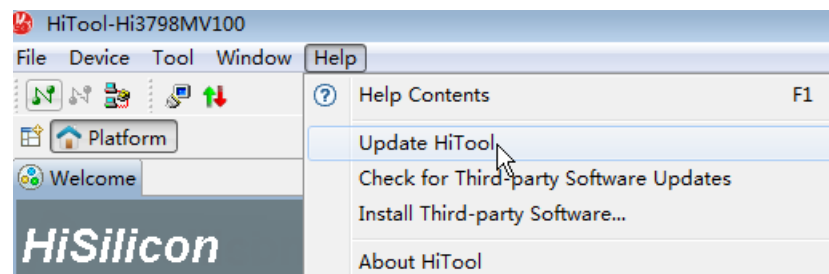 HiTool-Hi3798MV100
File Device Tool Window Help
Help Contents F1
Platform
Update HiTool
Welcome
Check for Third-party Software Updates
Install Third-party Software...
HiSilicon
About HiTool